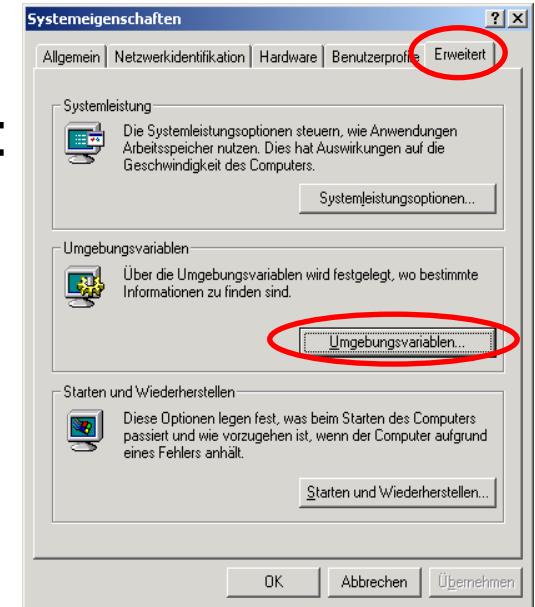 Systemeigenschaften
Allgemein Netzwerkidentifikation Hardware Benutzerprofile Erweitert
Systemleistung
Die Systemleistungsoptionen steuern, wie Anwendungen
Arbeitsspeicher nutzen. Dies hat Auswirkungen auf die
Geschwindigkeit des Computers.
Systemleistungsoptionen...
Umgebungsvariablen
Über die Umgebungsvariablen wird festgelegt, wo bestimmte
Informationen zu finden sind.
Umgebungsvariablen...
Starten und Wiederherstellen
Diese Optionen legen fest, was beim Starten des Computers
passiert und wie vorzugehen ist, wenn der Computer aufgrund
eines Fehlers anhält.
Starten und Wiederherstellen...
OK Abbrechen Übernehmen